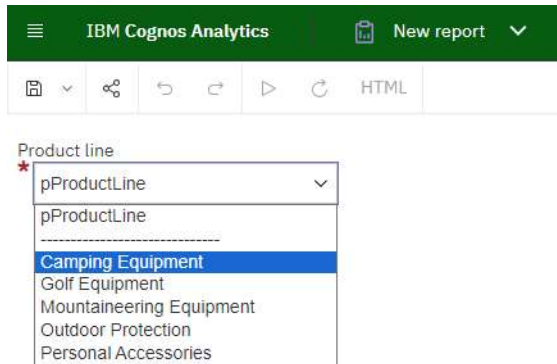 IBM Cognos Analytics
New report
HTML
Product line
*
pProductLine
pProductLine
-----------------------------
Camping Equipment
Golf Equipment
Mountaineering Equipment
Outdoor Protection
Personal Accessories